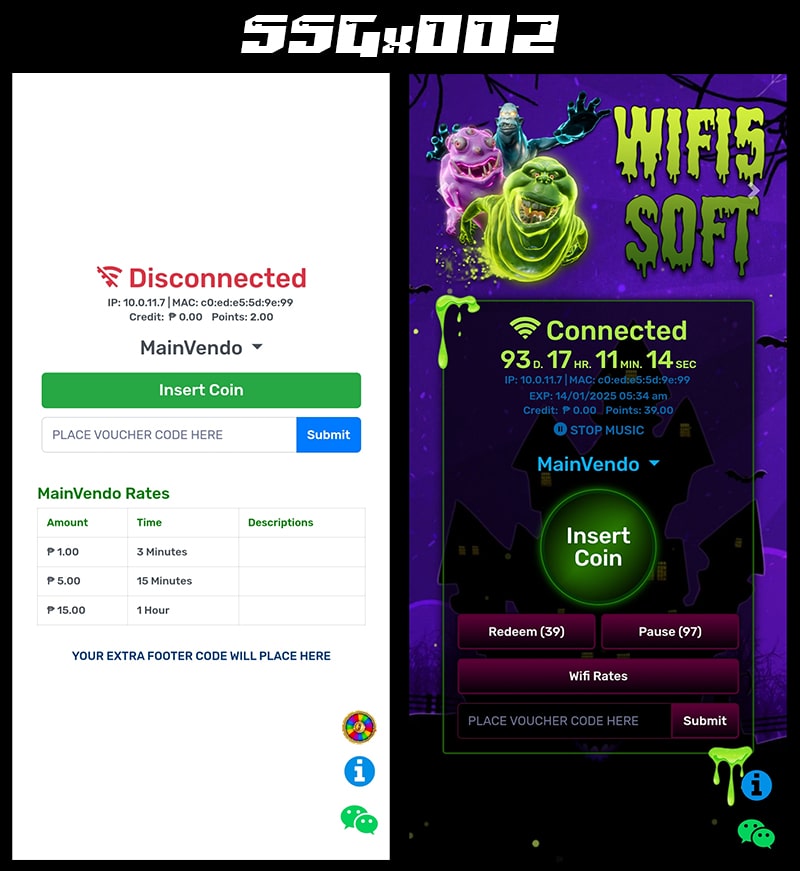 SSGx002
Disconnected
IP: 10.0.11.7 | MAC: c0:ed:e5:5d:9e:99
Credit: ₱ 0.00 Points: 2.00
MainVendo
Insert Coin
PLACE VOUCHER CODE HERE Submit
MainVendo Rates
Amount Time Descriptions
₱ 1.00 3 Minutes
₱ 5.00 15 Minutes
₱ 15.00 1 Hour
YOUR EXTRA FOOTER CODE WILL PLACE HERE
WIFI5
SOFT
Connected
93 D. 17 HR. 11 MIN. 14 SEC
IP: 10.0.11.7 | MAC: c0:ed:e5:5d:9e:99
EXP: 14/01/2025 05:34 am
Credit: ₱ 0.00 Points: 39.00
STOP MUSIC
MainVendo
Insert
Coin
Redeem (39) Pause (97)
Wifi Rates
PLACE VOUCHER CODE HERE Submit